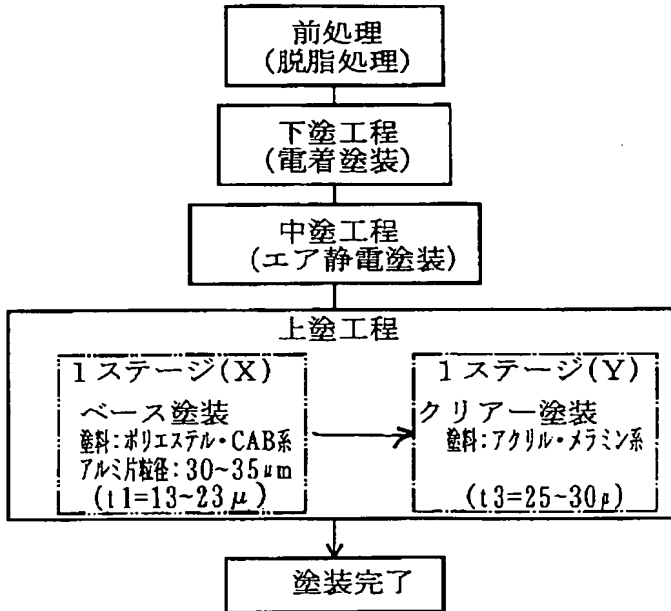 前処理
(脱脂処理)
下塗工程
(電着塗装)
中塗工程
(エア静電塗装)
上塗工程
1ステージ(X)
ベース塗装
塗料:ポリエステル・CAB系
アルミ片粒径:30~35μm
(t1=13~23μ)
1ステージ(Y)
クリアー塗装
塗料:アクリル・メラミン系
(t3=25~30μ)
塗装完了